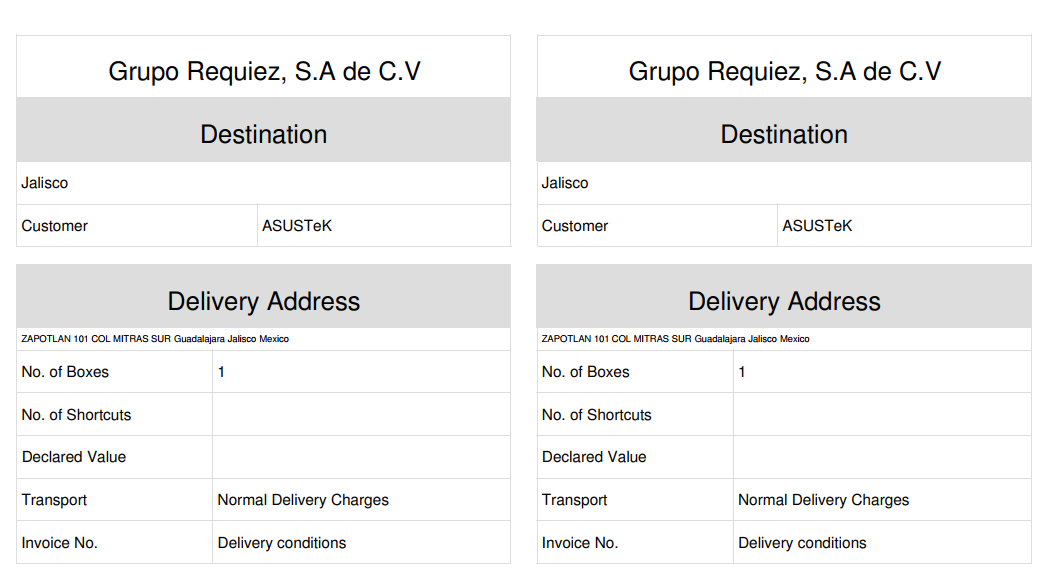 Grupo Requiez, S.A de C.V
Destination
Jalisco
Customer ASUSTeK
Delivery Address
ZAPOTLAN 101 COL MITRAS SUR Guadalajara Jalisco Mexico
No. of Boxes 1
No. of Shortcuts
Declared Value
Transport Normal Delivery Charges
Invoice No. Delivery conditions
Grupo Requiez, S.A de C.V
Destination
Jalisco
Customer ASUSTeK
Delivery Address
ZAPOTLAN 101 COL MITRAS SUR Guadalajara Jalisco Mexico
No. of Boxes 1
No. of Shortcuts
Declared Value
Transport Normal Delivery Charges
Invoice No. Delivery conditions